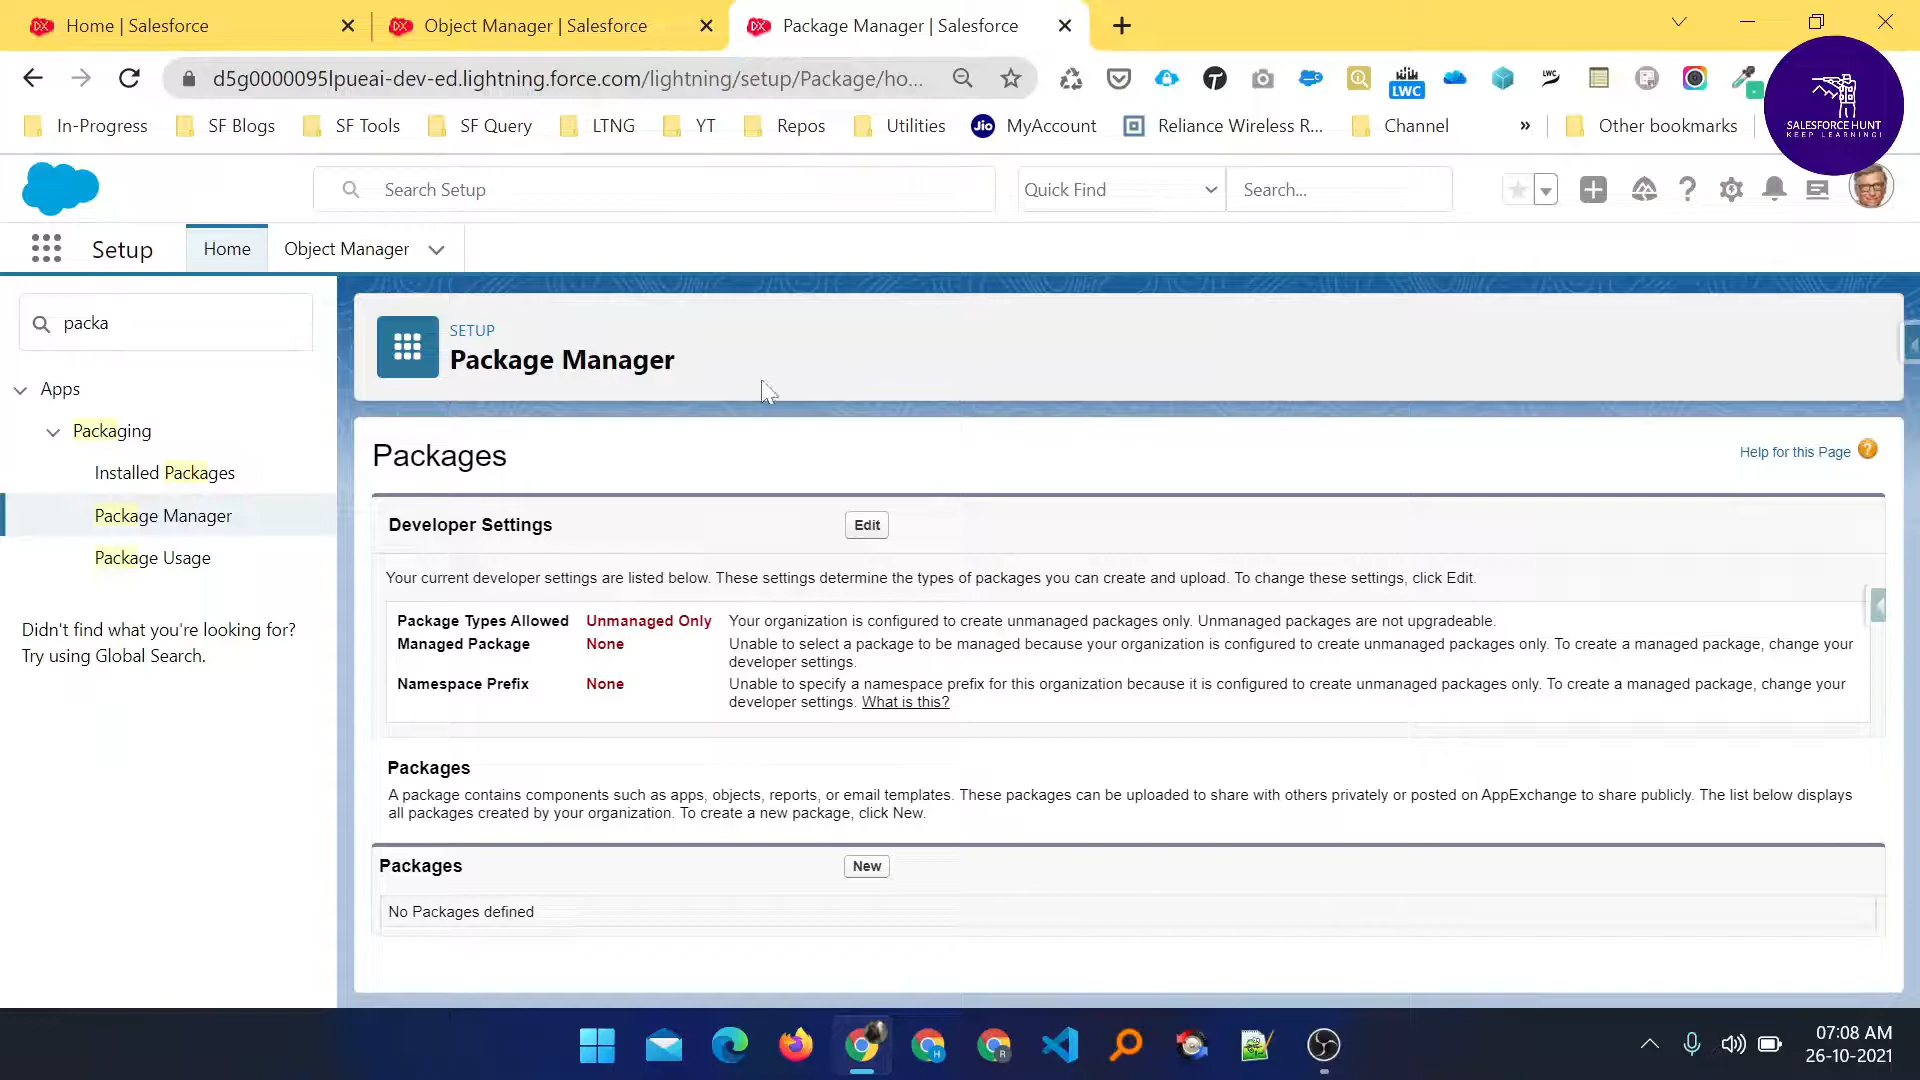 Home | Salesforce
Object Manager | Salesforce
Package Manager | Salesforce
d5g0000095lpueai-dev-ed.lightning.force.com/lightning/setup/Package/ho...
LWC
LWC
In-Progress
SF Blogs
SF Tools
SF Query
LTNG
YT
Repos
Utilities
Jio
MyAccount
Reliance Wireless R...
Channel
»
Other bookmarks
SALESFORCE HUNT
KEEP LEARNING!
Search Setup
Quick Find
Search...
Setup
Home
Object Manager
packa
Apps
Packaging
Installed Packages
Package Manager
Package Usage
Didn't find what you're looking for?
Try using Global Search.
SETUP
Package Manager
Packages
Help for this Page
Developer Settings
Edit
Your current developer settings are listed below. These settings determine the types of packages you can create and upload. To change these settings, click Edit.
Package Types Allowed Unmanaged Only Your organization is configured to create unmanaged packages only. Unmanaged packages are not upgradeable.
Managed Package None Unable to select a package to be managed because your organization is configured to create unmanaged packages only. To create a managed package, change your
developer settings.
Namespace Prefix None Unable to specify a namespace prefix for this organization because it is configured to create unmanaged packages only. To create a managed package, change your
developer settings. What is this?
Packages
A package contains components such as apps, objects, reports, or email templates. These packages can be uploaded to share with others privately or posted on AppExchange to share publicly. The list below displays
all packages created by your organization. To create a new package, click New.
Packages
New
No Packages defined
07:08 AM
26-10-2021